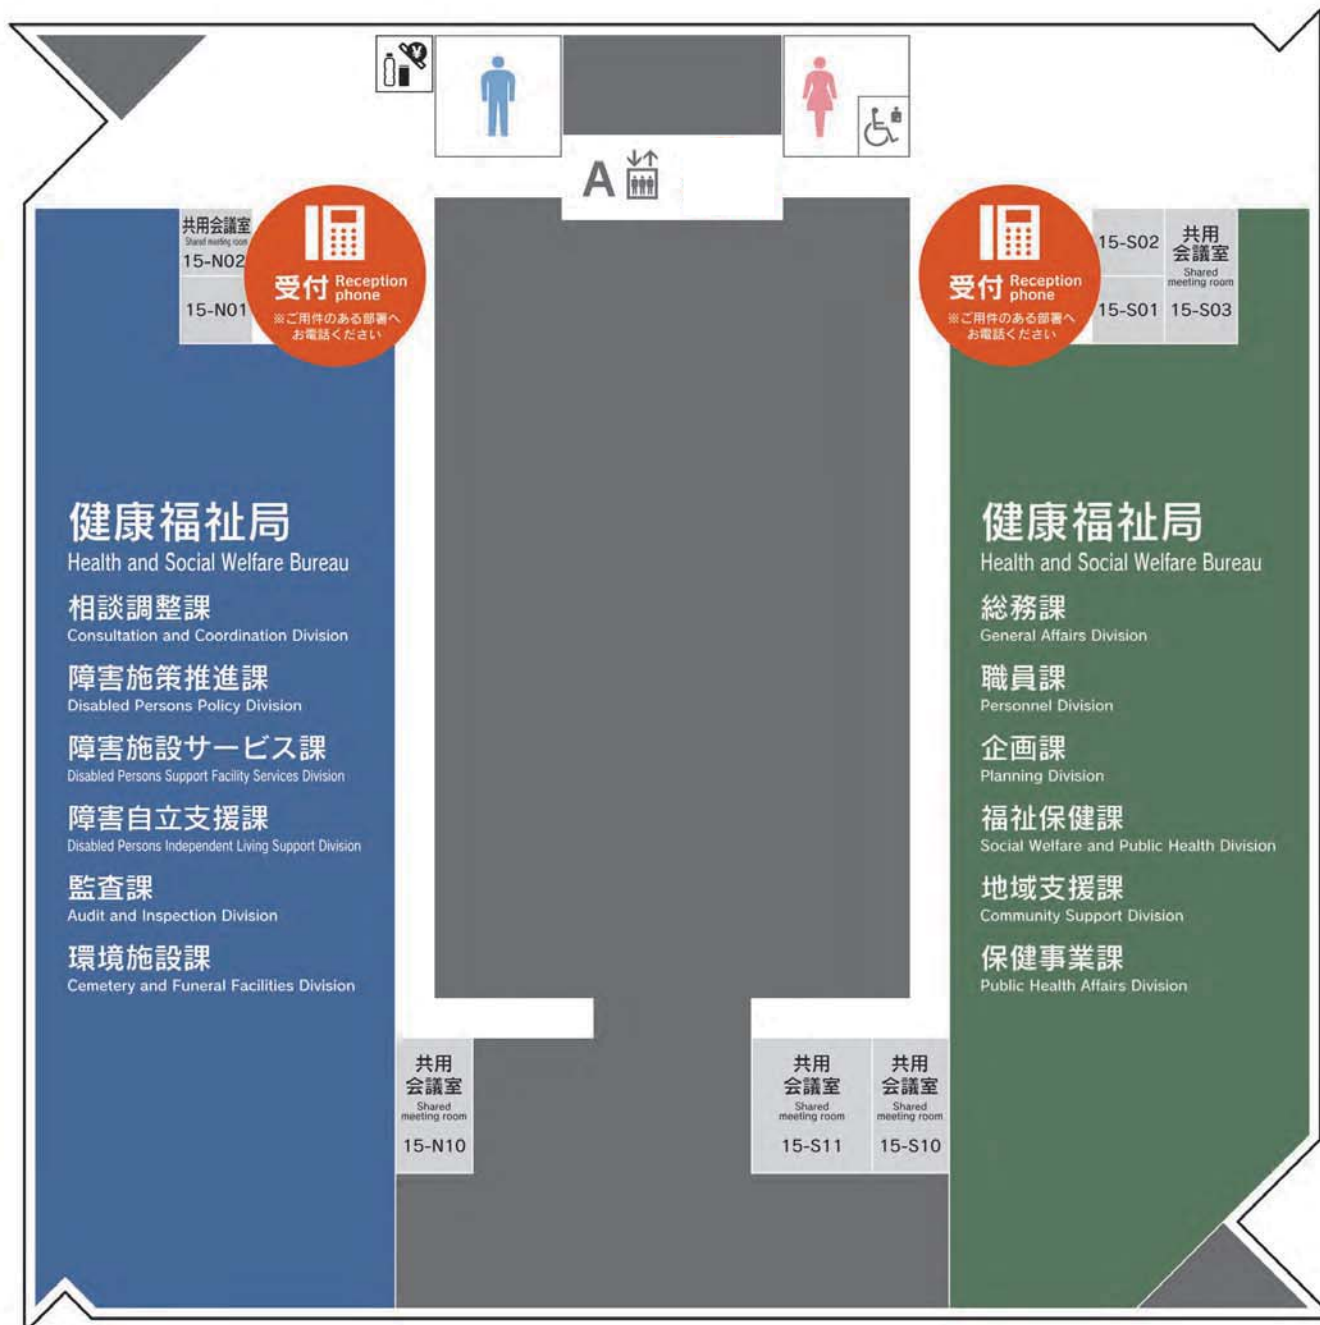 A
共用会議室
Shared meeting room
15-N02
15-N01
受付 Reception phone
※ご用件のある部署へ
お電話ください
受付 Reception phone
※ご用件のある部署へ
お電話ください
15-S02
15-S01
共用
会議室
Shared
meeting room
15-S03
健康福祉局
Health and Social Welfare Bureau
相談調整課
Consultation and Coordination Division
障害施策推進課
Disabled Persons Policy Division
障害施設サービス課
Disabled Persons Support Facility Services Division
障害自立支援課
Disabled Persons Independent Living Support Division
監査課
Audit and Inspection Division
環境施設課
Cemetery and Funeral Facilities Division
健康福祉局
Health and Social Welfare Bureau
総務課
General Affairs Division
職員課
Personnel Division
企画課
Planning Division
福祉保健課
Social Welfare and Public Health Division
地域支援課
Community Support Division
保健事業課
Public Health Affairs Division
共用
会議室
Shared
meeting room
15-N10
共用
会議室
Shared
meeting room
15-S11
共用
会議室
Shared
meeting room
15-S10